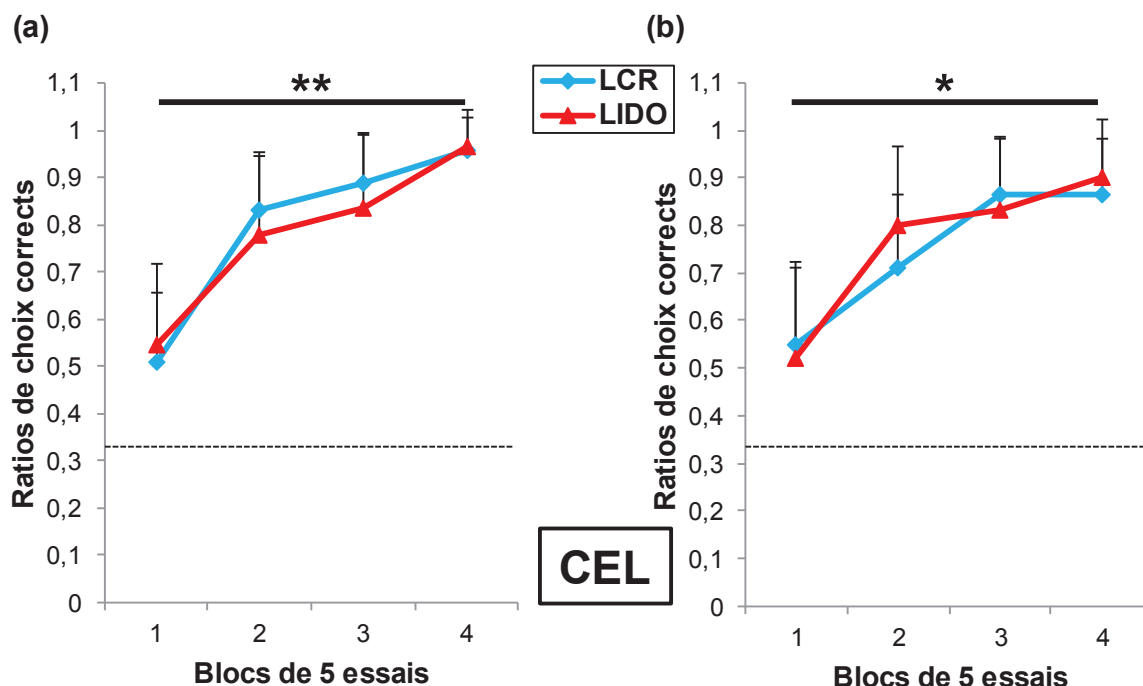 (a)
**
1,1
1
0,9
0,8
0,7
0,6
0,5
0,4
0,3
0,2
0,1
0
Ratios de choix corrects
1 2 3 4
Blocs de 5 essais
LCR
LIDO
CEL
(b)
*
1,1
1
0,9
0,8
0,7
0,6
0,5
0,4
0,3
0,2
0,1
0
Ratios de choix corrects
1 2 3 4
Blocs de 5 essais